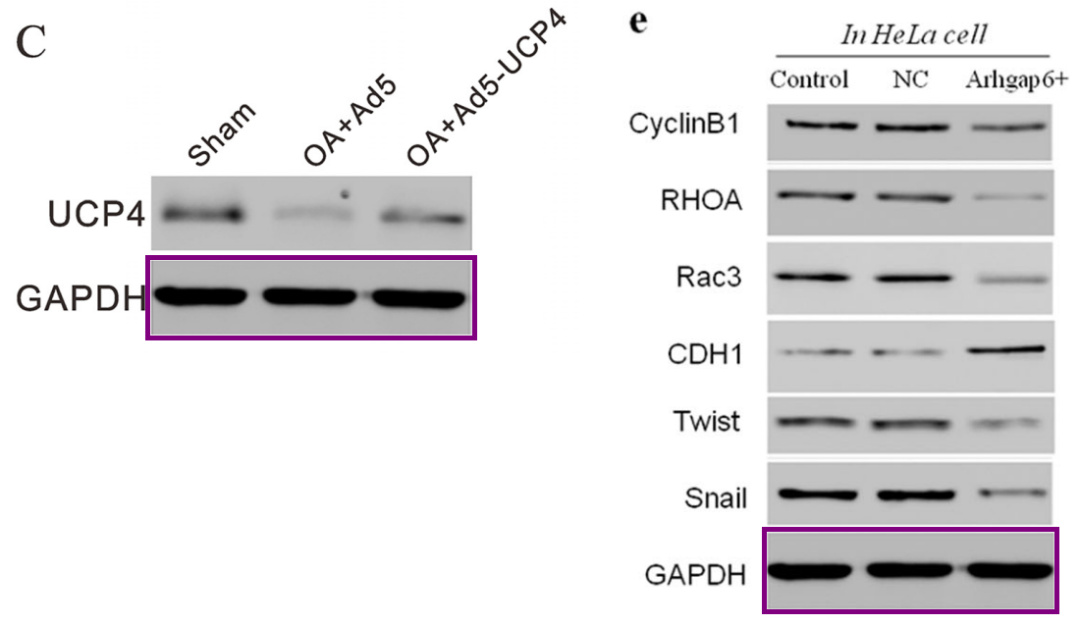 C
Sham
OA+Ad5
OA+Ad5-UCP4
UCP4
GAPDH
e
In HeLa cell
Control NC Arhgap6+
CyclinB1
RHOA
Rac3
CDH1
Twist
Snail
GAPDH